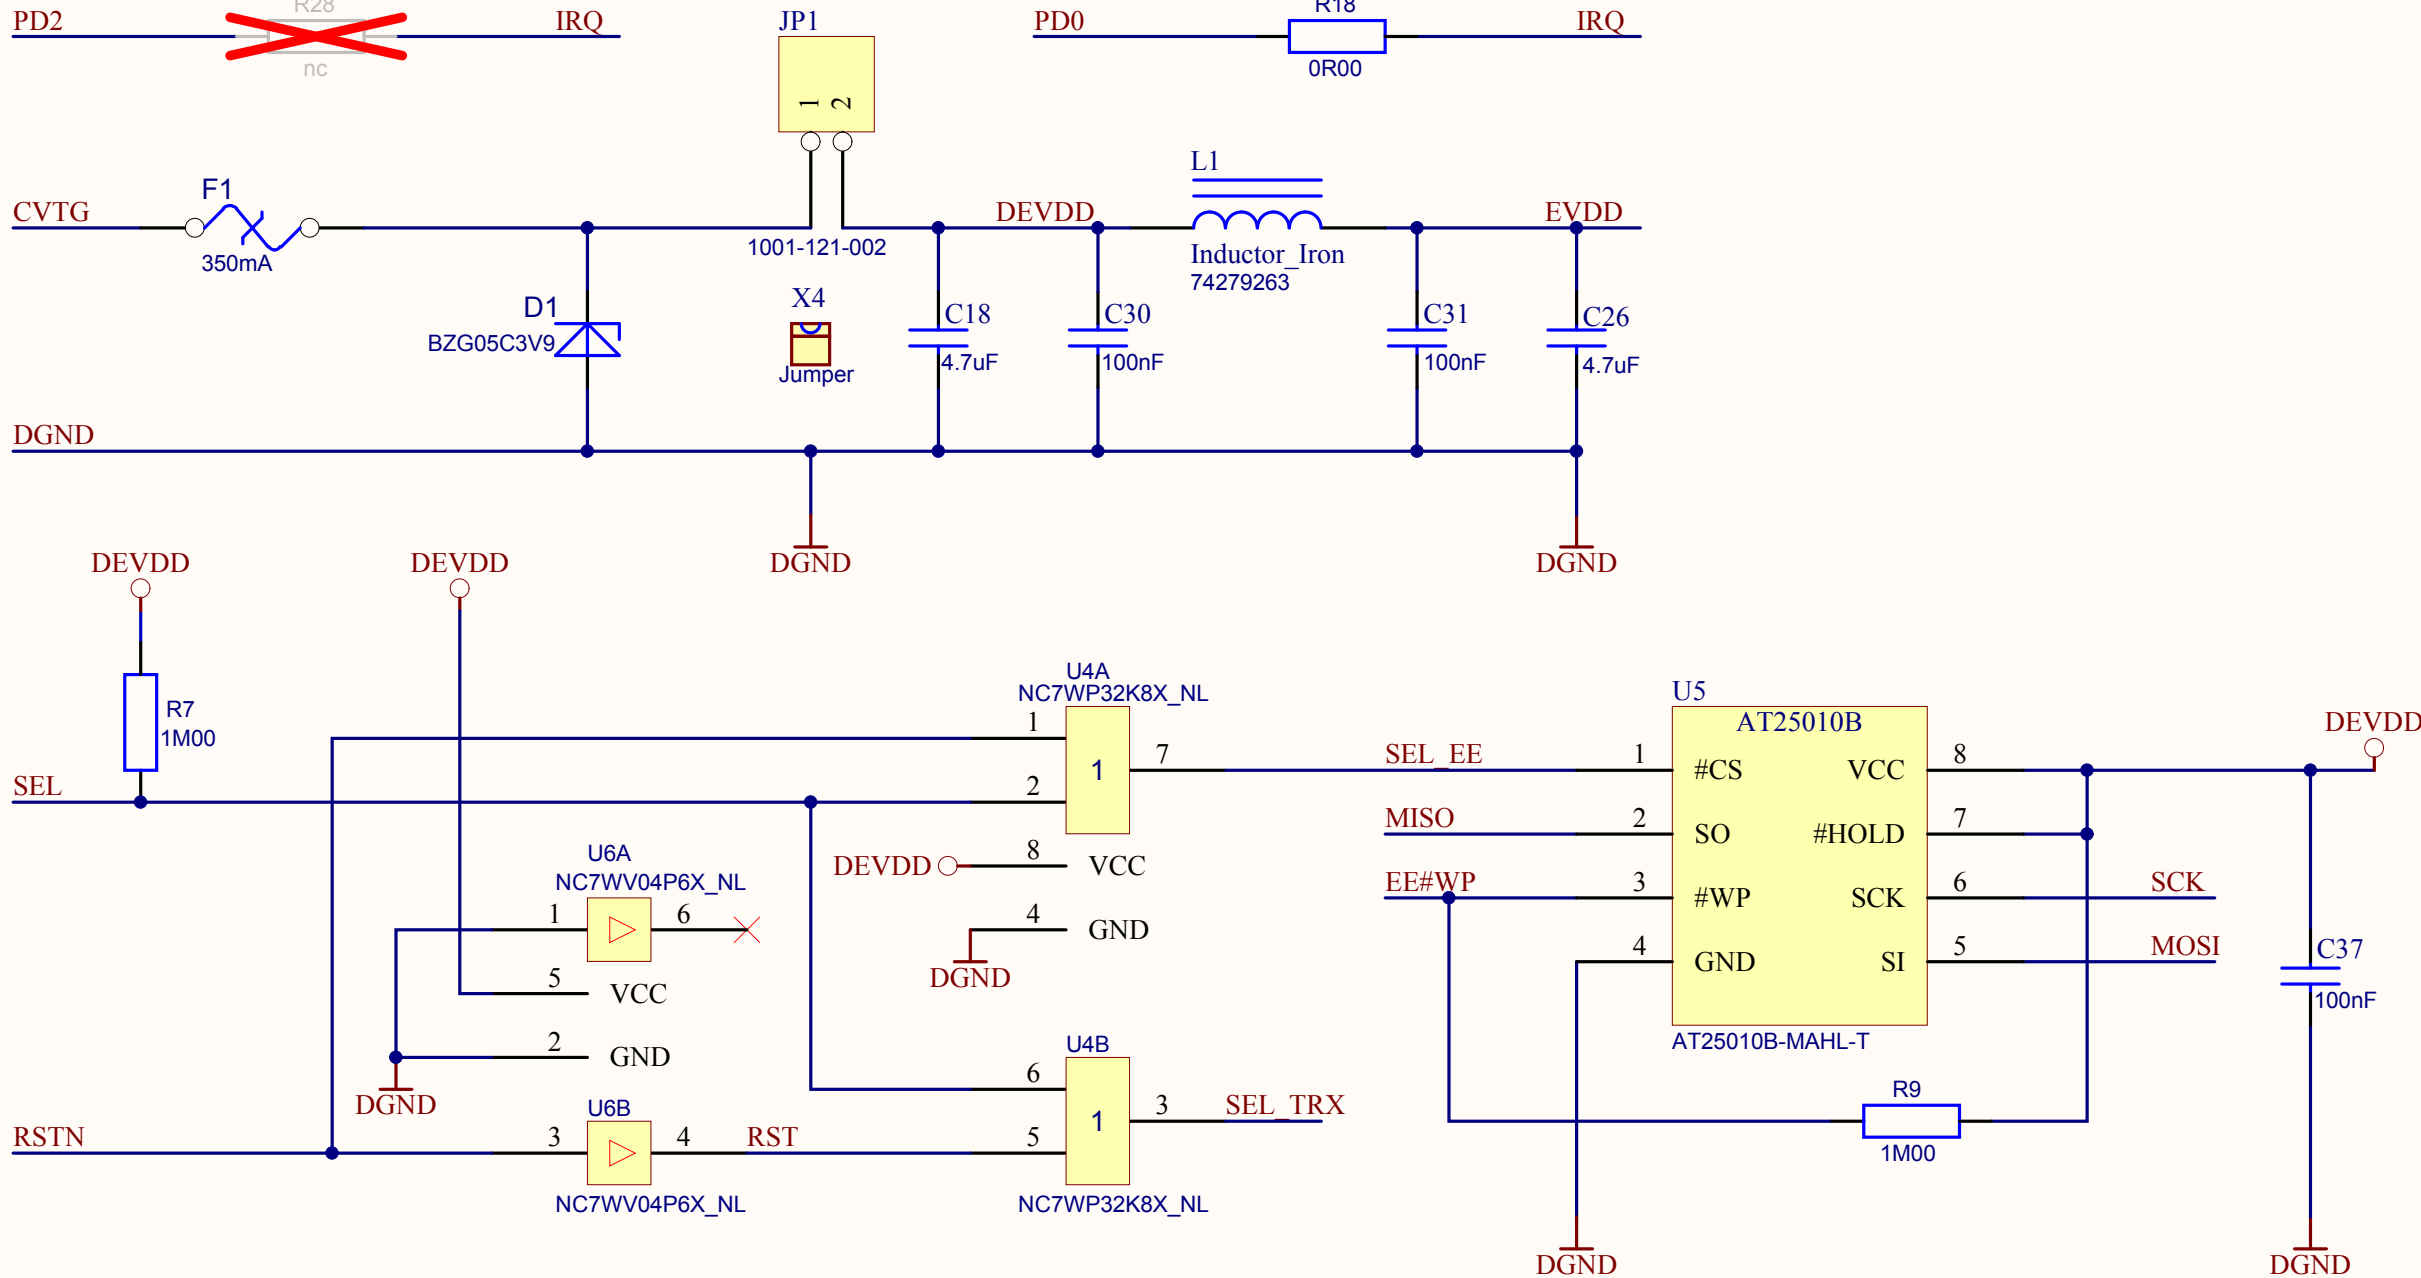 PD2
R28
IRQ
nc
JP1
1
2
1001-121-002
PD0
R18
IRQ
0R00
CVTG
F1
350mA
D1
BZG05C3V9
X4
Jumper
DEVDD
L1
Inductor_Iron
74279263
EVDD
C18
4.7uF
C30
100nF
C31
100nF
C26
4.7uF
DGND
DGND
DGND
DEVDD
DEVDD
R7
1M00
SEL
U4A
NC7WP32K8X_NL
1
2
1
7
DEVDD
8
VCC
4
GND
DGND
U6A
NC7WV04P6X_NL
1
6
5
VCC
2
GND
DGND
RSTN
U6B
3
4
RST
NC7WV04P6X_NL
U4B
6
5
1
3
SEL_TRX
NC7WP32K8X_NL
U5
AT25010B
SEL_EE
1
#CS
VCC
8
DEVDD
MISO
2
SO
#HOLD
7
EE#WP
3
#WP
SCK
6
SCK
4
GND
SI
5
MOSI
AT25010B-MAHL-T
C37
100nF
R9
1M00
DGND
DGND